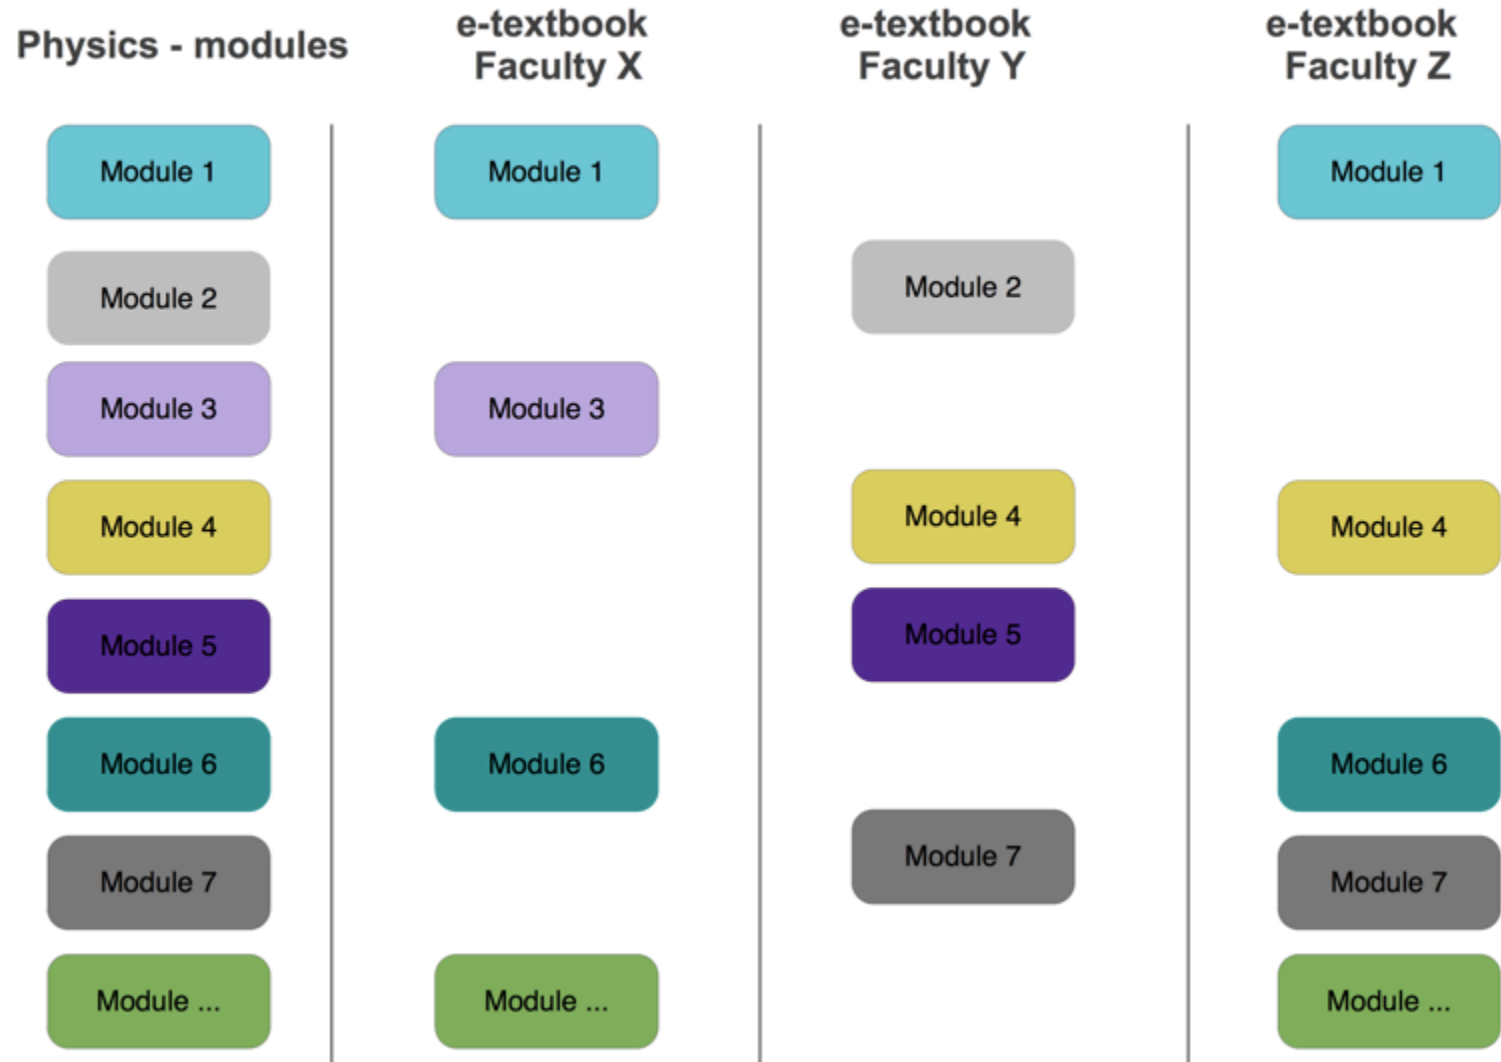 Physics - modules
e-textbook
Faculty X
e-textbook
Faculty Y
e-textbook
Faculty Z
Module 1
Module 1
Module 1
Module 2
Module 2
Module 3
Module 3
Module 4
Module 4
Module 4
Module 5
Module 5
Module 6
Module 6
Module 6
Module 7
Module 7
Module 7
Module ...
Module ...
Module ...